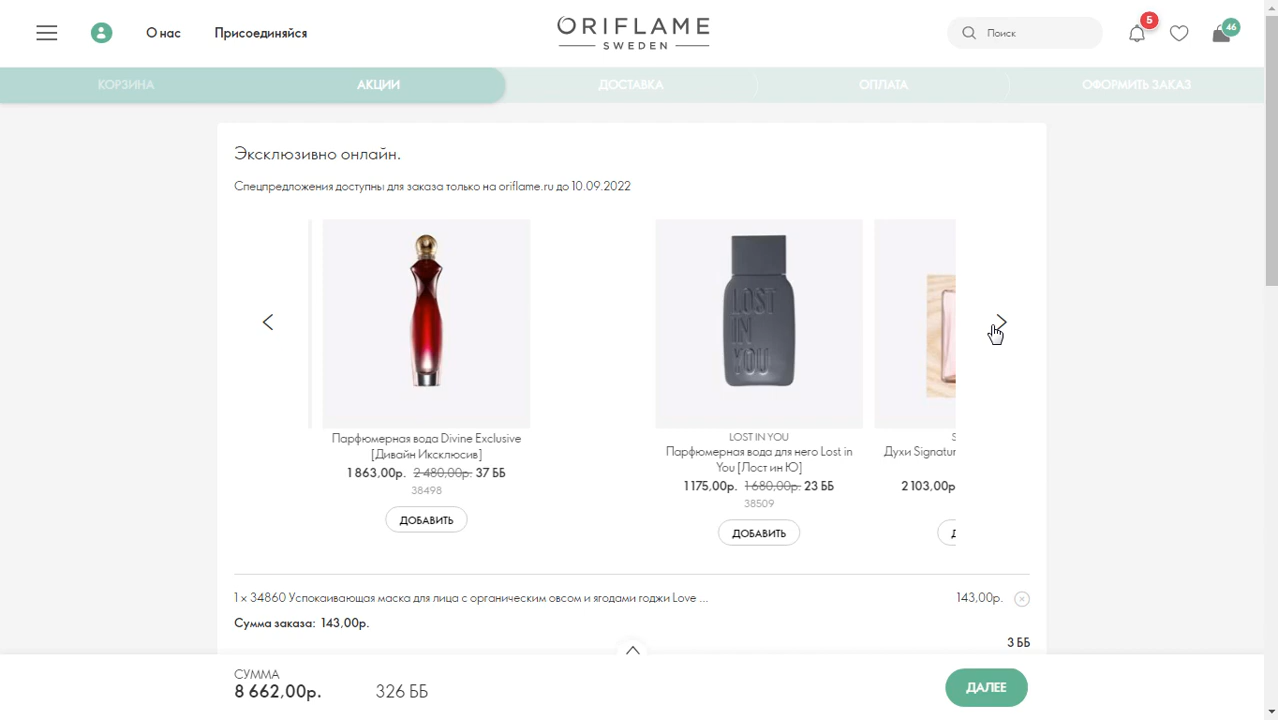 О нас
Присоединяйся
ORIFLAME
SWEDEN
Поиск
5
46
КОРЗИНА
АКЦИИ
ДОСТАВКА
ОПЛАТА
ОФОРМИТЬ ЗАКАЗ
Эксклюзивно онлайн.
Спецпредложения доступны для заказа только на oriflame.ru до 10.09.2022
Парфюмерная вода Divine Exclusive
[Дивайн Иксклюсив]
1 863,00р. 2 480,00р. 37 ББ
38498
ДОБАВИТЬ
LOST
IN
YOU
LOST IN YOU
Парфюмерная вода для него Lost in
You [Лост ин Ю]
1 175,00р. 1 680,00р. 23 ББ
38509
ДОБАВИТЬ
S
Духи Signatur
2 103,00р
1 x 34860 Успокаивающая маска для лица с органическим овсом и ягодами годжи Love ...
143,00р.
Сумма заказа: 143,00р.
3 ББ
СУММА
8 662,00р.
326 ББ
ДАЛЕЕ